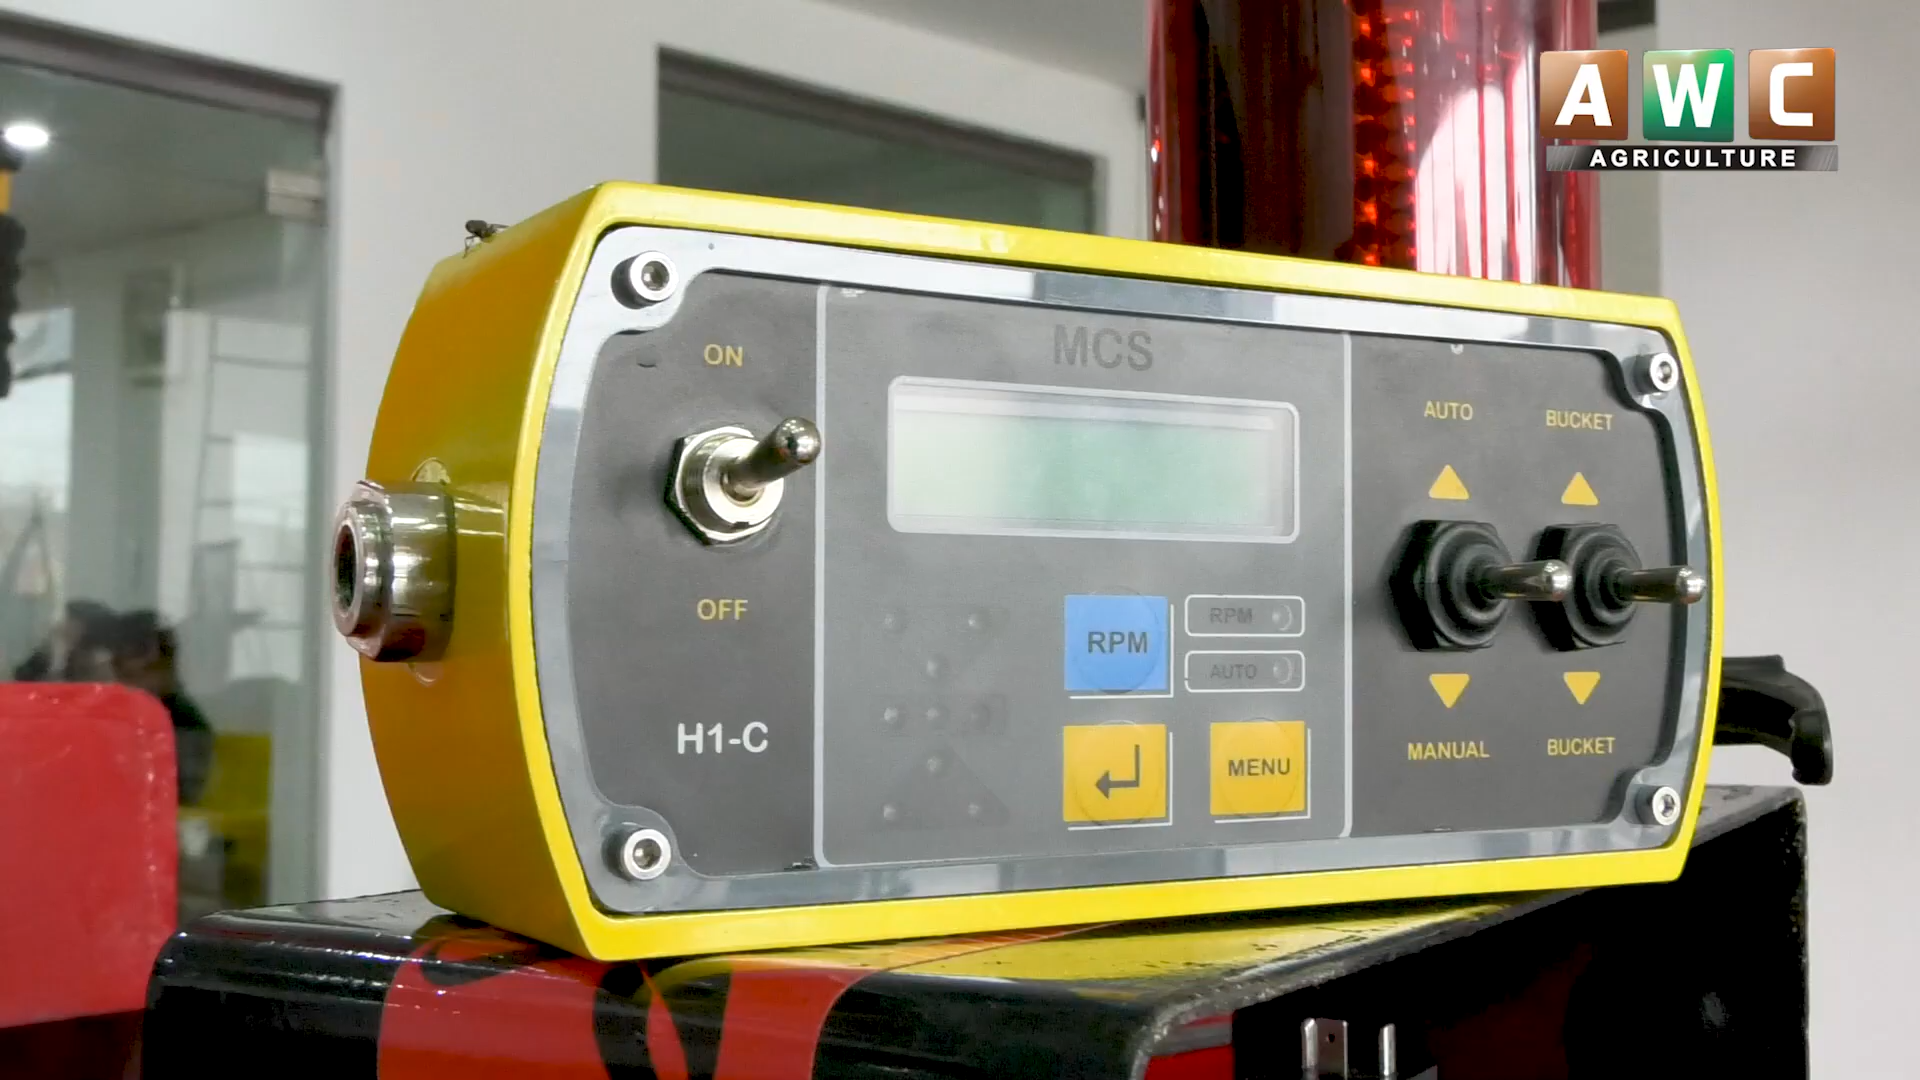 AWC
AGRICULTURE
MCS
ON
OFF
H1-C
RPM
RPM
AUTO
MENU
AUTO
MANUAL
BUCKET
BUCKET